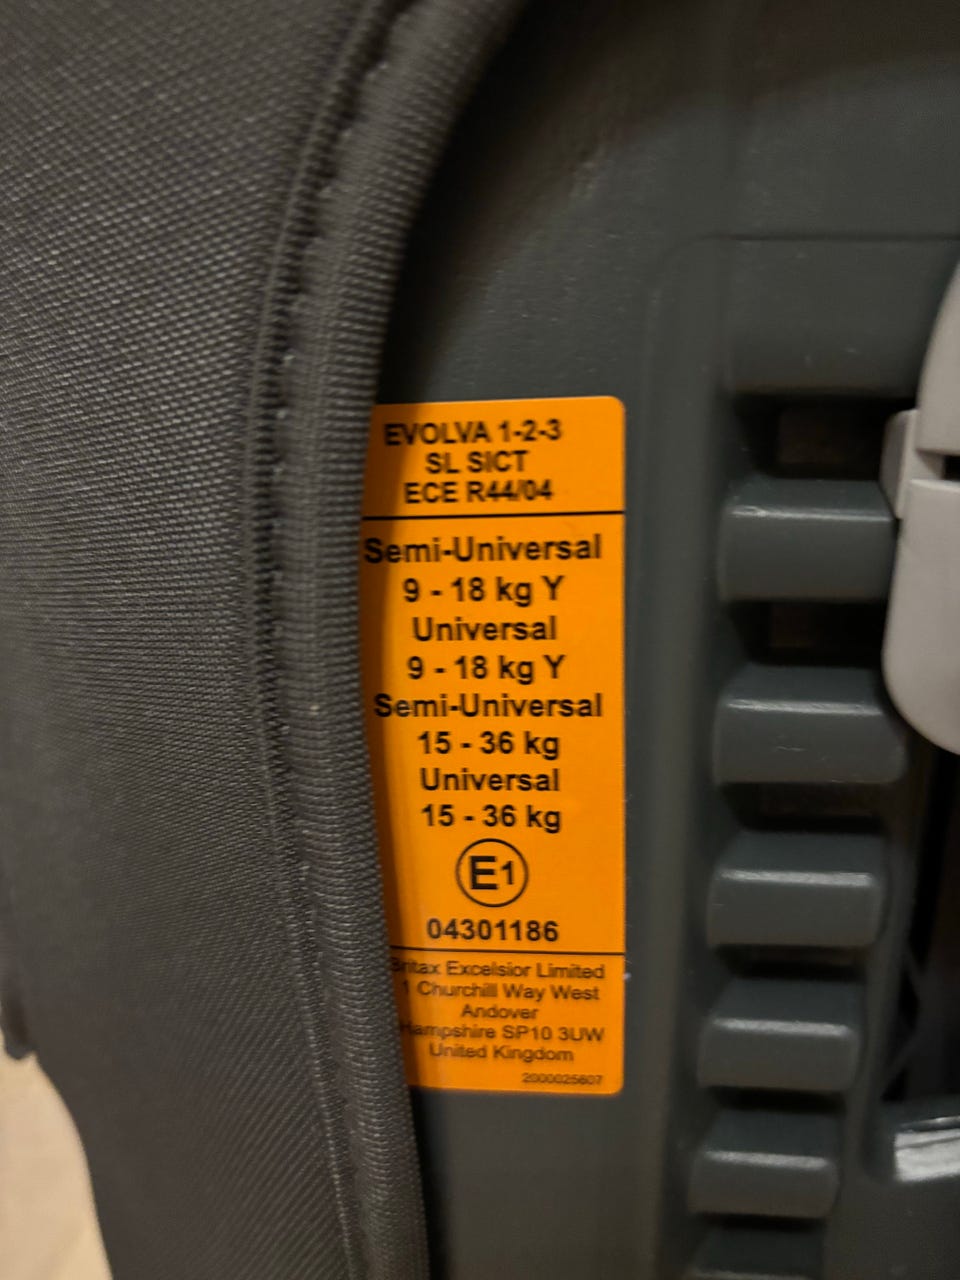 EVOLVA 1-2-3
SL SICT
ECE R44/04
Semi-Universal
9 - 18 kg Y
Universal
9 - 18 kg Y
Semi-Universal
15 - 36 kg
Universal
15 - 36 kg
E1
04301186
Britax Excelsior Limited
1 Churchill Way West
Andover
Hampshire SP10 3UW
United Kingdom
2000025607